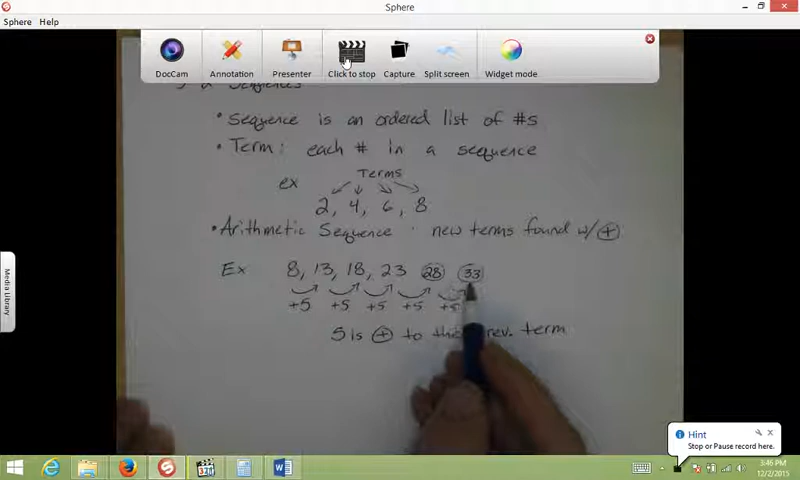 Sphere
Sphere Help
DocCam Annotation Presenter Click to stop Capture Split screen Widget mode
Sequences
• Sequence is an ordered list of #s
• Term: each # in a sequence
Terms
ex
2, 4, 6, 8
• Arithmetic Sequence · new terms found w/ +
Ex 8, 13, 18, 23 28 33
+5 +5 +5 +5 +5
5 is + to the rev. term
Media Library
Hint
Stop or Pause record here.
3:46 PM
12/2/2015